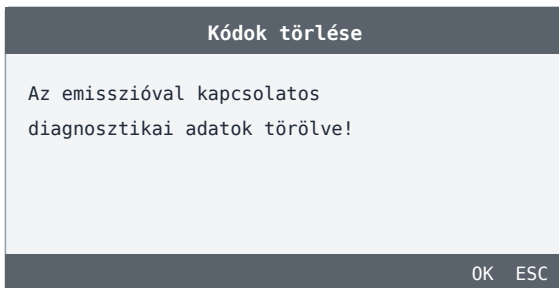 Kódok törlése
Az emisszióval kapcsolatos
diagnosztikai adatok törölve!
OK ESC